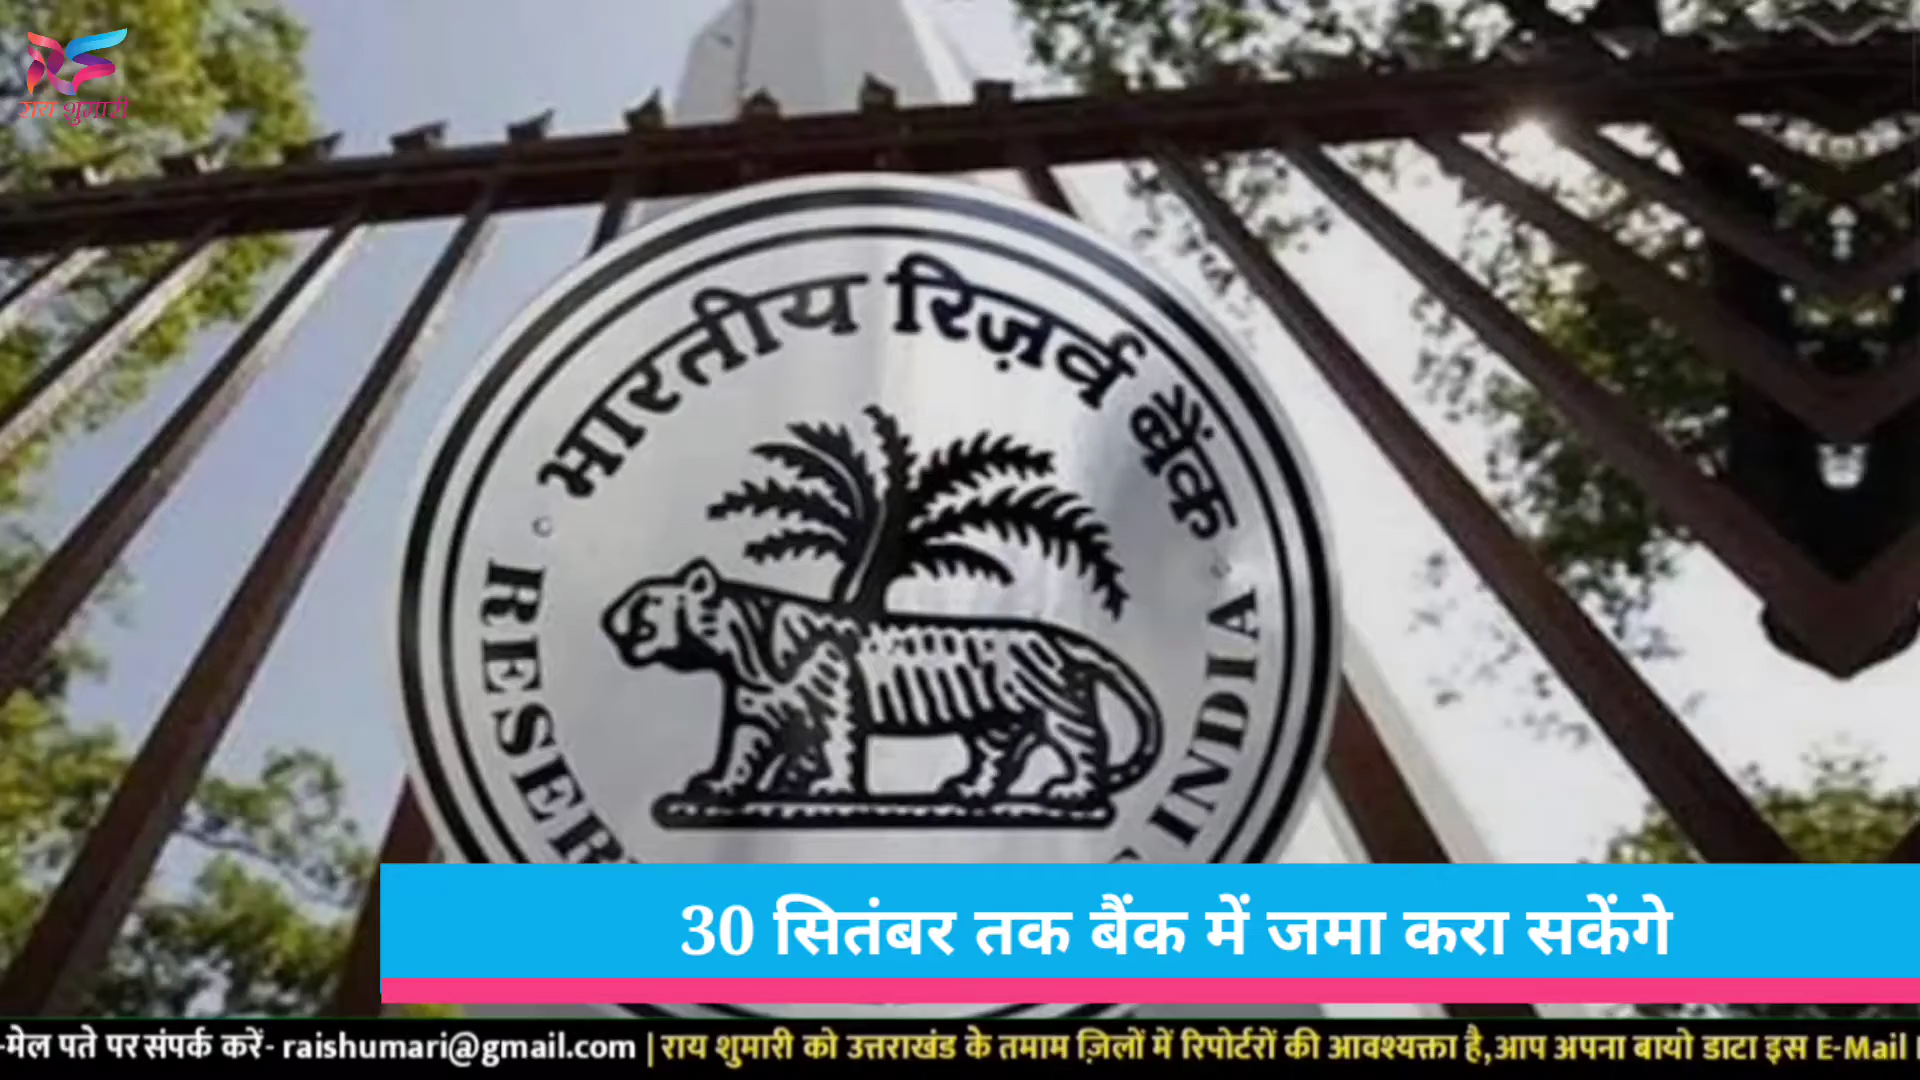 राय शुमारी
भारतीय रिज़र्व बैंक
RESER
INDIA
30 सितंबर तक बैंक में जमा करा सकेंगे
-मेल पते पर संपर्क करें- raishumari@gmail.com | राय शुमारी को उत्तराखंड के तमाम ज़िलों में रिपोर्टरों की आवश्यक्ता है,आप अपना बायो डाटा इस E-Mail